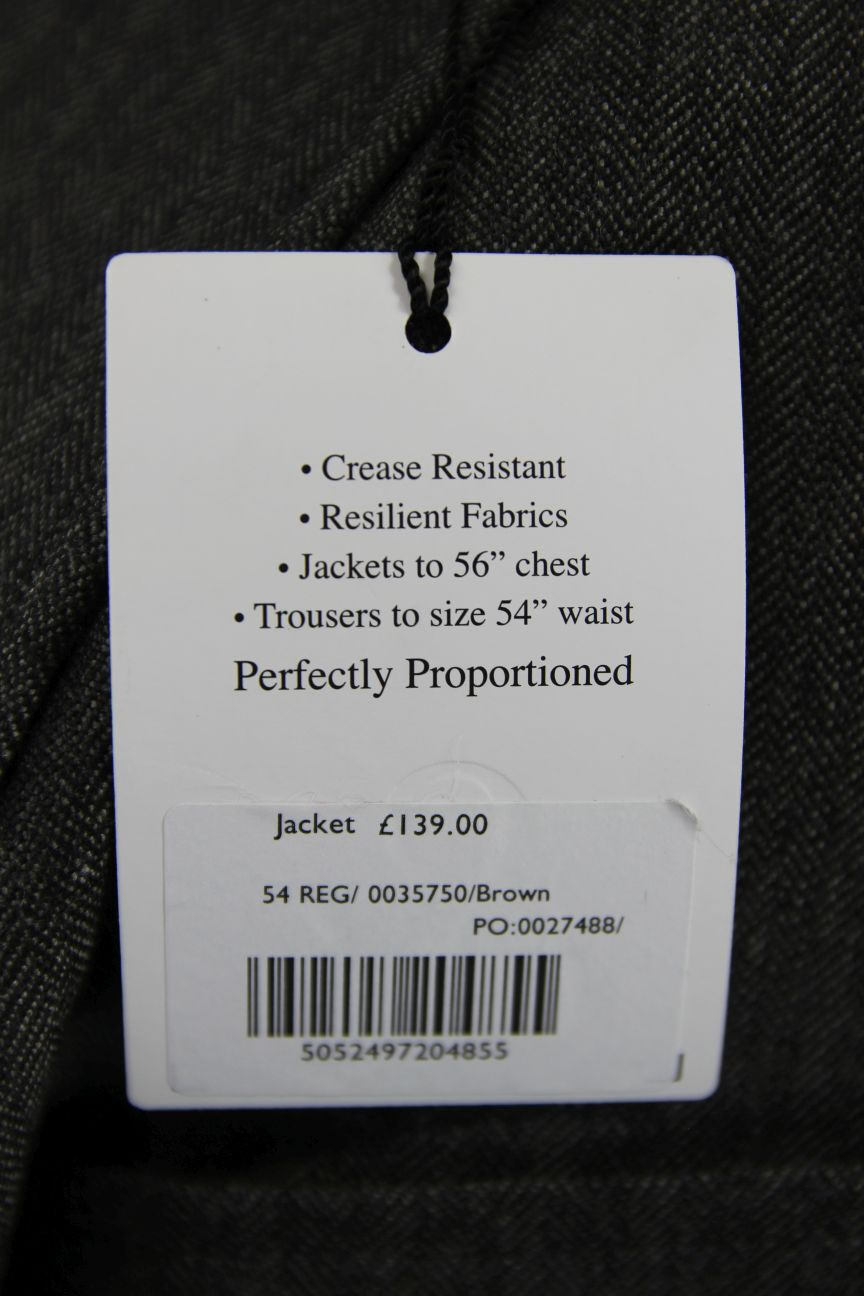 • Crease Resistant
• Resilient Fabrics
• Jackets to 56” chest
• Trousers to size 54” waist
Perfectly Proportioned
Jacket £139.00
54 REG/ 0035750/Brown
PO:0027488/
5052497204855